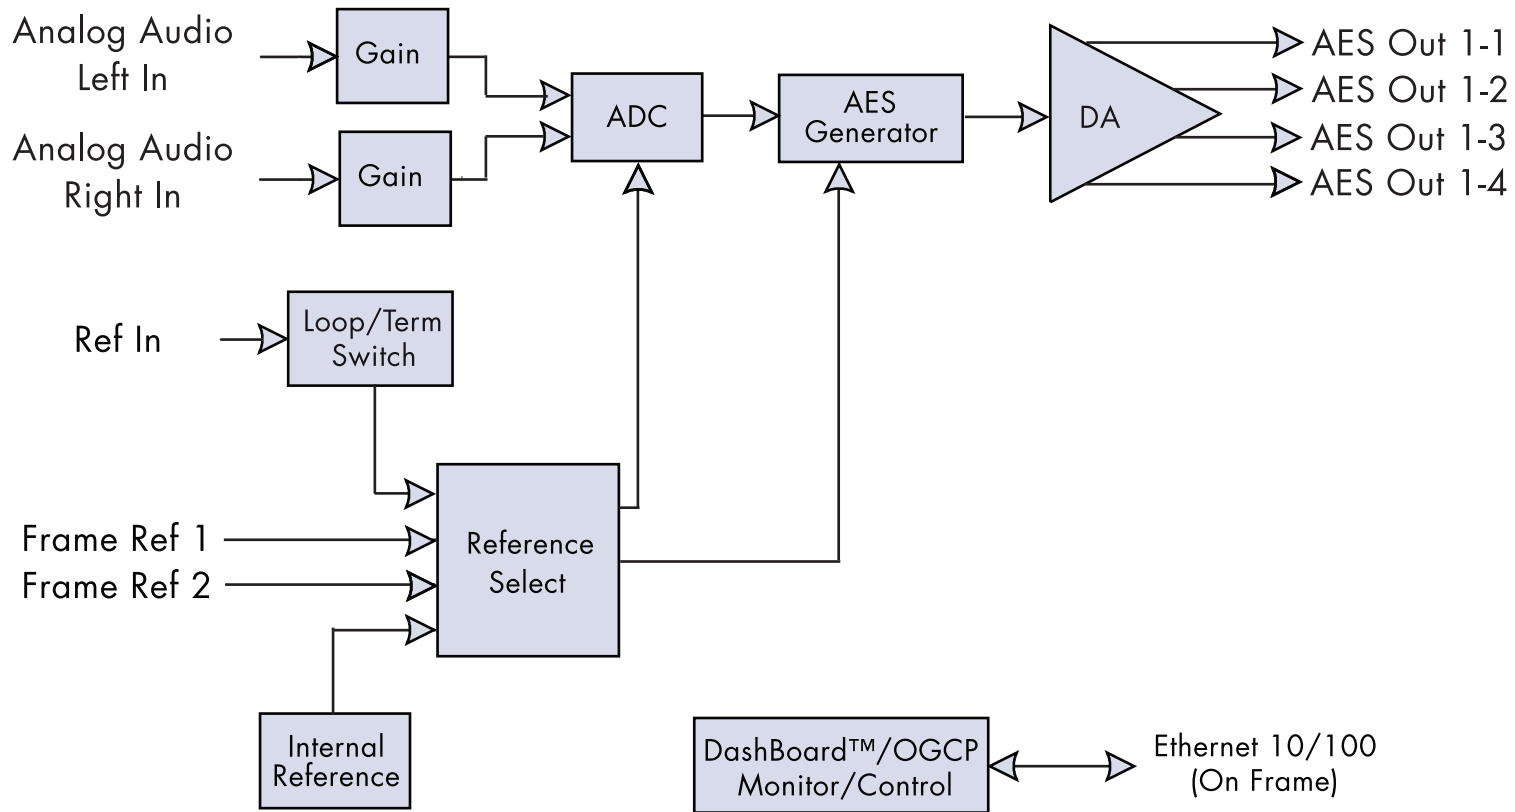 Analog Audio
Left In
Gain
ADC
AES
Generator
DA
AES Out 1-1
AES Out 1-2
AES Out 1-3
AES Out 1-4
Analog Audio
Right In
Gain
Ref In
Loop/Term
Switch
Frame Ref 1
Frame Ref 2
Reference
Select
Internal
Reference
DashBoard™/OGCP
Monitor/Control
Ethernet 10/100
(On Frame)